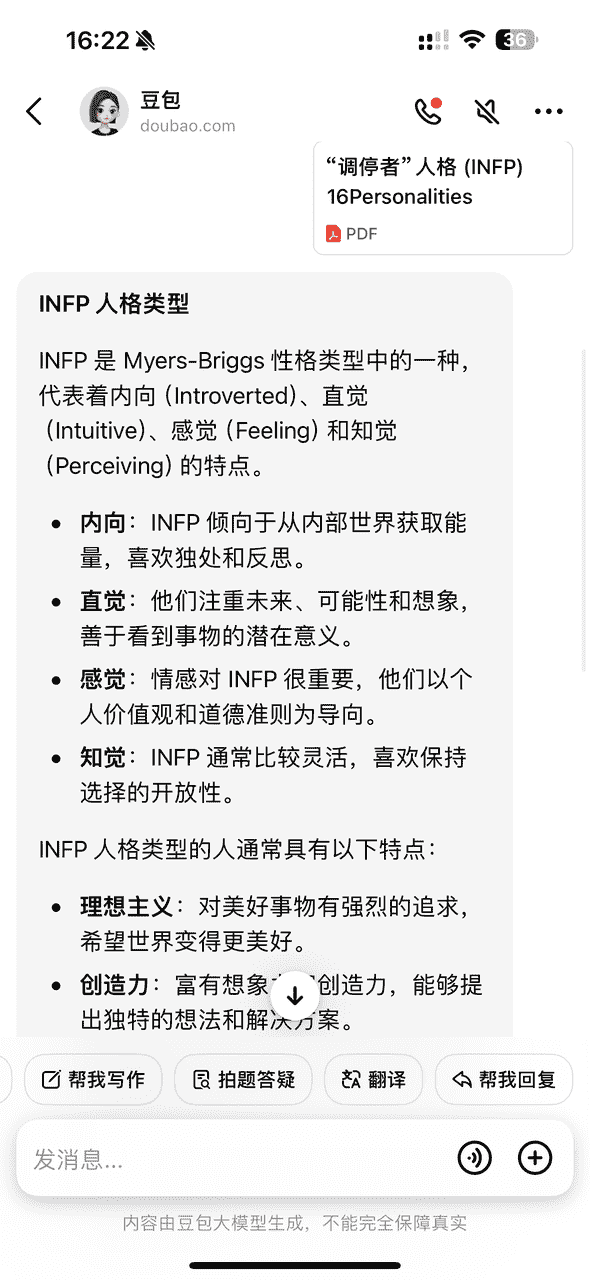 16:22
36
豆包
doubao.com
“调停者”人格 (INFP)
16Personalities
PDF
INFP 人格类型
INFP 是 Myers-Briggs 性格类型中的一种，
代表着内向 (Introverted)、直觉
(Intuitive)、感觉 (Feeling) 和知觉
(Perceiving) 的特点。
• 内向：INFP 倾向于从内部世界获取能
量，喜欢独处和反思。
• 直觉：他们注重未来、可能性和想象，
善于看到事物的潜在意义。
• 感觉：情感对 INFP 很重要，他们以个
人价值观和道德准则为导向。
• 知觉：INFP 通常比较灵活，喜欢保持
选择的开放性。
INFP 人格类型的人通常具有以下特点：
• 理想主义：对美好事物有强烈的追求，
希望世界变得更美好。
• 创造力：富有想象 创造力，能够提
出独特的想法和解决方案。
帮我写作
拍题答疑
翻译
帮我回复
发消息...
内容由豆包大模型生成，不能完全保障真实